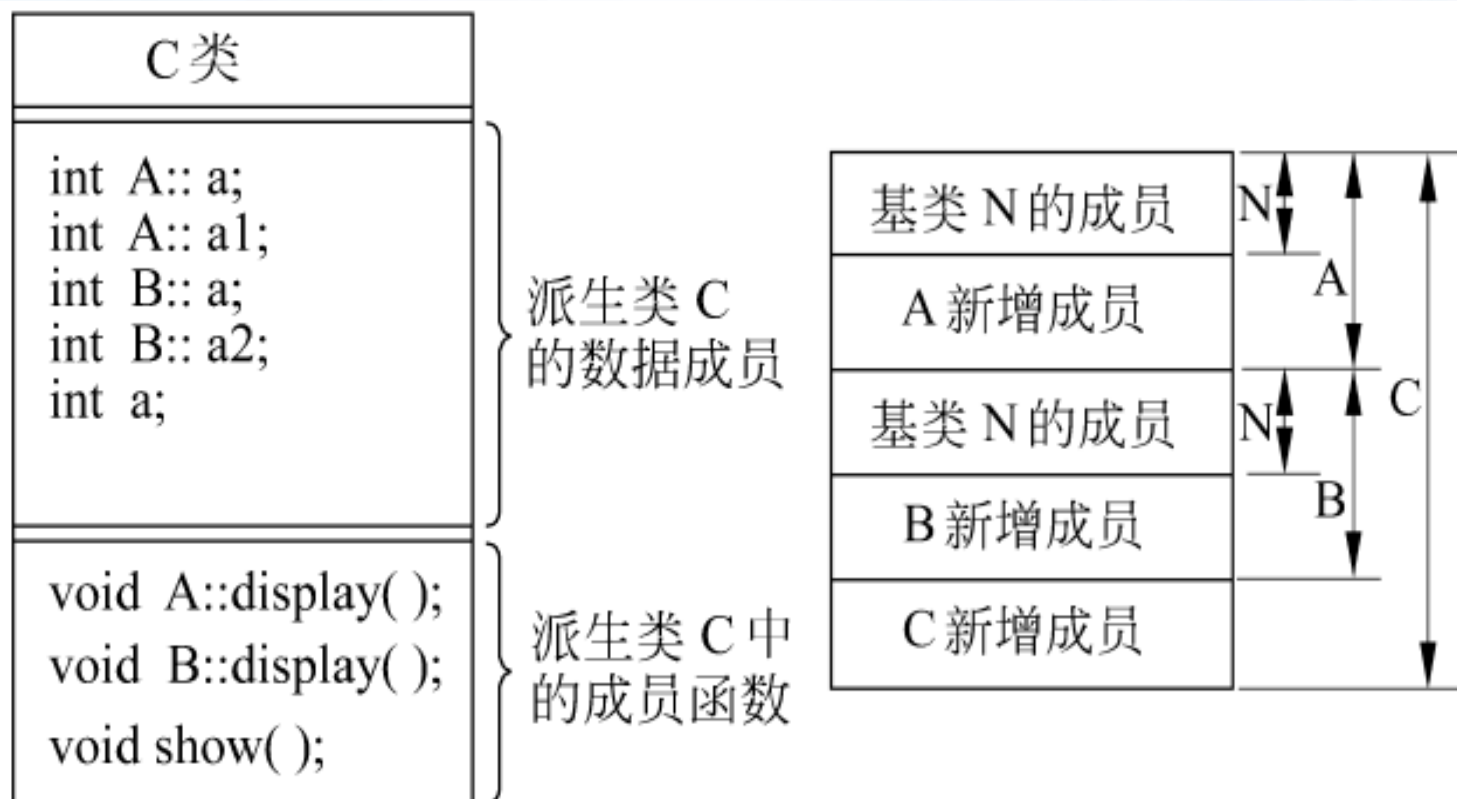 C类
int A:: a;
int A:: a1;
int B:: a;
int B:: a2;
int a;
派生类 C
的数据成员
void A::display( );
void B::display( );
void show( );
派生类 C 中
的成员函数
基类 N 的成员
A 新增成员
基类 N 的成员
B 新增成员
C 新增成员
N
A
N
B
C